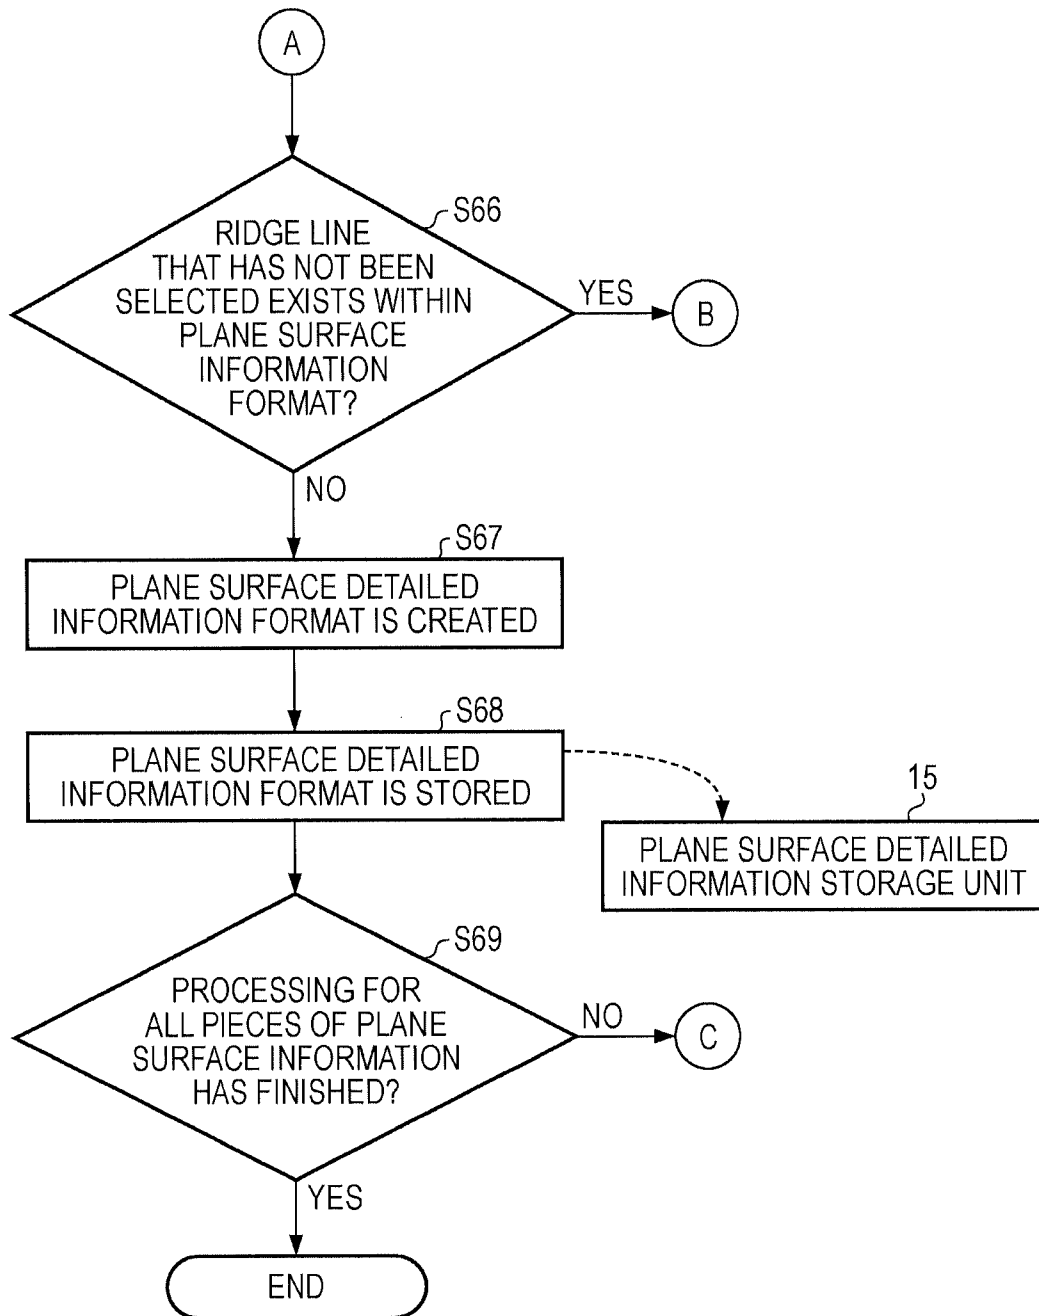 A
S66
RIDGE LINE
THAT HAS NOT BEEN
SELECTED EXISTS WITHIN
PLANE SURFACE
INFORMATION
FORMAT?
YES
B
NO
S67
PLANE SURFACE DETAILED
INFORMATION FORMAT IS CREATED
S68
PLANE SURFACE DETAILED
INFORMATION FORMAT IS STORED
15
PLANE SURFACE DETAILED
INFORMATION STORAGE UNIT
S69
PROCESSING FOR
ALL PIECES OF PLANE
SURFACE INFORMATION
HAS FINISHED?
NO
C
YES
END